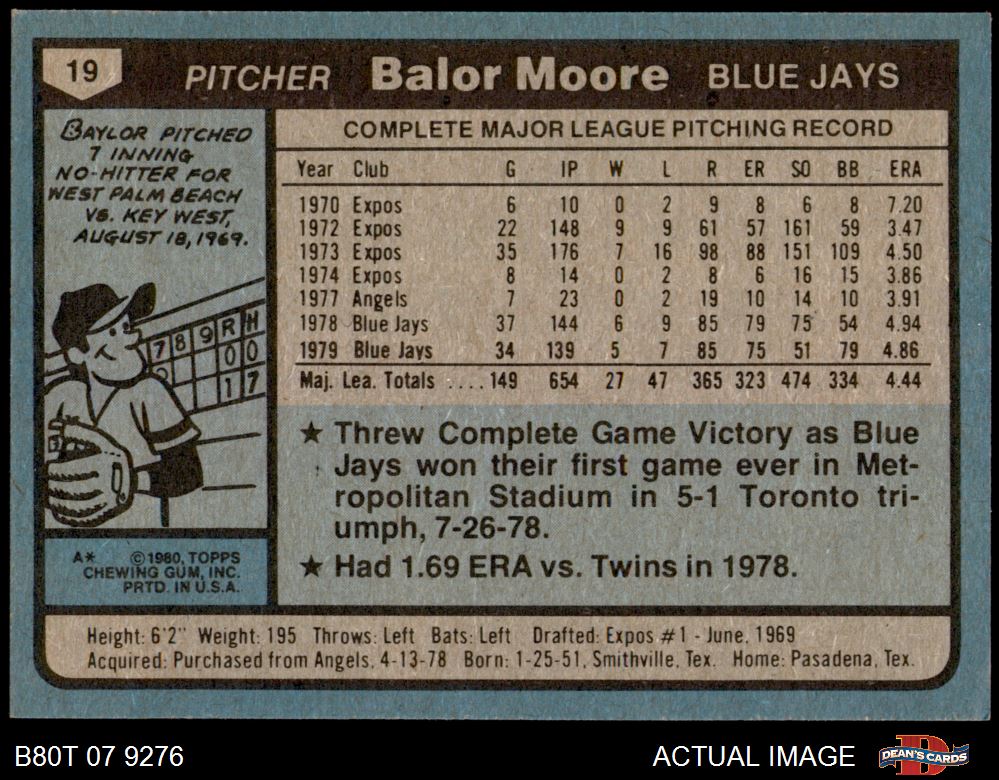 19 PITCHER Balor Moore BLUE JAYS
BAYLOR PITCHED
7 INNING
NO-HITTER FOR
WEST PALM BEACH
VS. KEY WEST,
AUGUST 18, 1969.
7 8 9 R H
0 0
0 1 7
A* ©1980, TOPPS
CHEWING GUM, INC.
PRTD. IN U.S.A.
COMPLETE MAJOR LEAGUE PITCHING RECORD
Year Club G IP W L R ER SO BB ERA
1970 Expos 6 10 0 2 9 8 6 8 7.20
1972 Expos 22 148 9 9 61 57 161 59 3.47
1973 Expos 35 176 7 16 98 88 151 109 4.50
1974 Expos 8 14 0 2 8 6 16 15 3.86
1977 Angels 7 23 0 2 19 10 14 10 3.91
1978 Blue Jays 37 144 6 9 85 79 75 54 4.94
1979 Blue Jays 34 139 5 7 85 75 51 79 4.86
Maj. Lea. Totals .... 149 654 27 47 365 323 474 334 4.44
★ Threw Complete Game Victory as Blue
Jays won their first game ever in Met-
ropolitan Stadium in 5-1 Toronto tri-
umph, 7-26-78.
★ Had 1.69 ERA vs. Twins in 1978.
Height: 6'2" Weight: 195 Throws: Left Bats: Left Drafted: Expos #1 - June, 1969
Acquired: Purchased from Angels, 4-13-78 Born: 1-25-51, Smithville, Tex. Home: Pasadena, Tex.
B80T 07 9276 ACTUAL IMAGE DEAN'S CARDS